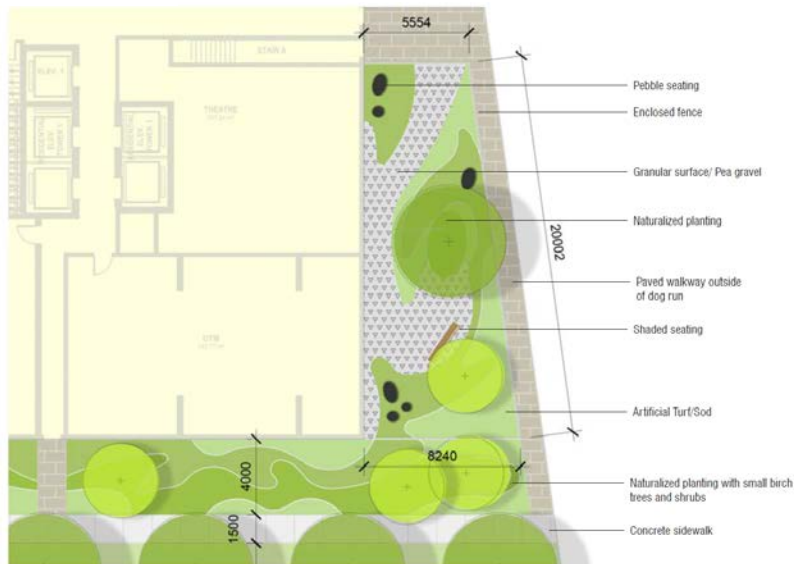 5554
STAIR
ELEV. 1
THEATRE
Pebble seating
Enclosed fence
Granular surface/ Pea gravel
Naturalized planting
20002
Paved walkway outside
of dog run
Shaded seating
GYM
Artificial Turf/Sod
8240
4000
Naturalized planting with small birch
trees and shrubs
1500
Concrete sidewalk